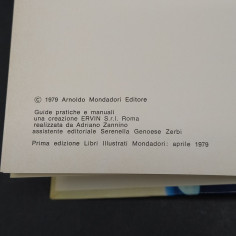 © 1979 Arnoldo Mondadori Editore
Guide pratiche e manuali
una creazione ERVIN S.r.l. Roma
realizzata da Adriano Zannino
assistente editoriale Serenella Genoese Zerbi
Prima edizione Libri Illustrati Mondadori: aprile 1979